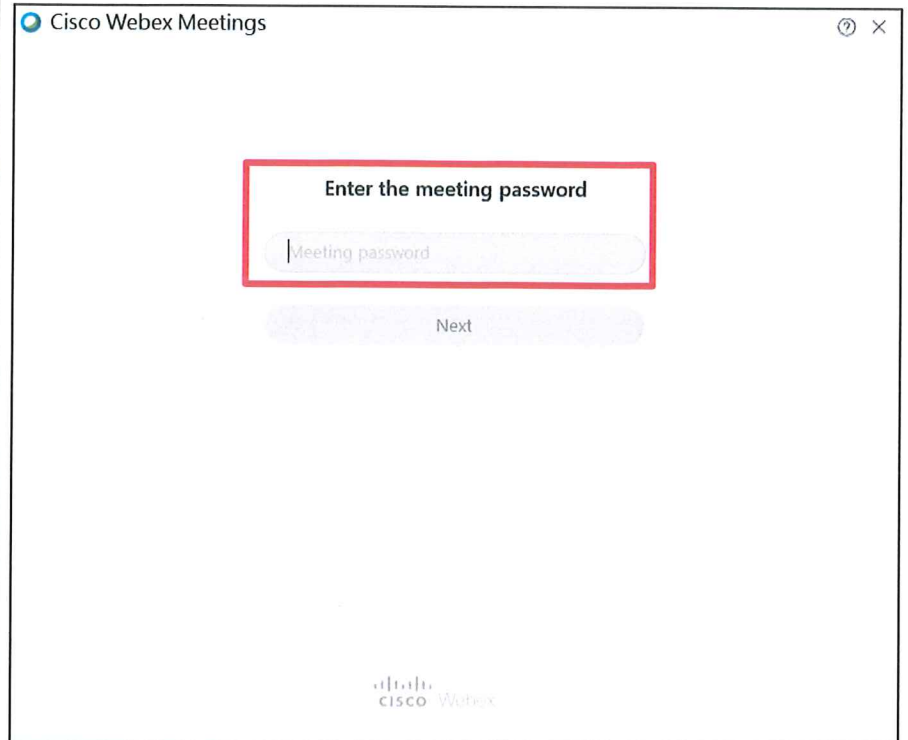 Cisco Webex Meetings
Enter the meeting password
Meeting password
Next
cisco Webex